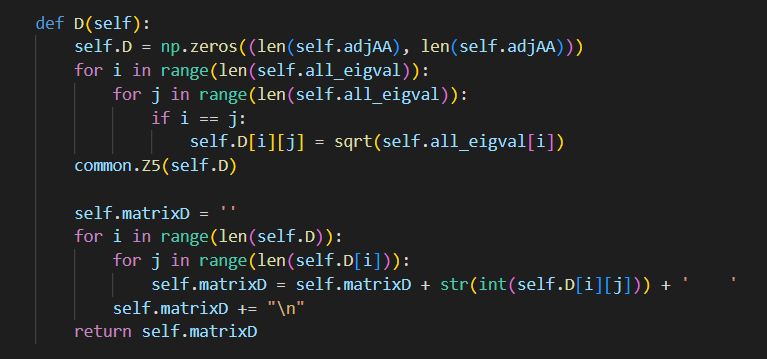 def D(self):
    self.D = np.zeros((len(self.adjAA), len(self.adjAA)))
    for i in range(len(self.all_eigval)):
        for j in range(len(self.all_eigval)):
            if i == j:
                self.D[i][j] = sqrt(self.all_eigval[i])
    common.Z5(self.D)

    self.matrixD = ''
    for i in range(len(self.D)):
        for j in range(len(self.D[i])):
            self.matrixD = self.matrixD + str(int(self.D[i][j])) + '    '
        self.matrixD += "\n"
    return self.matrixD